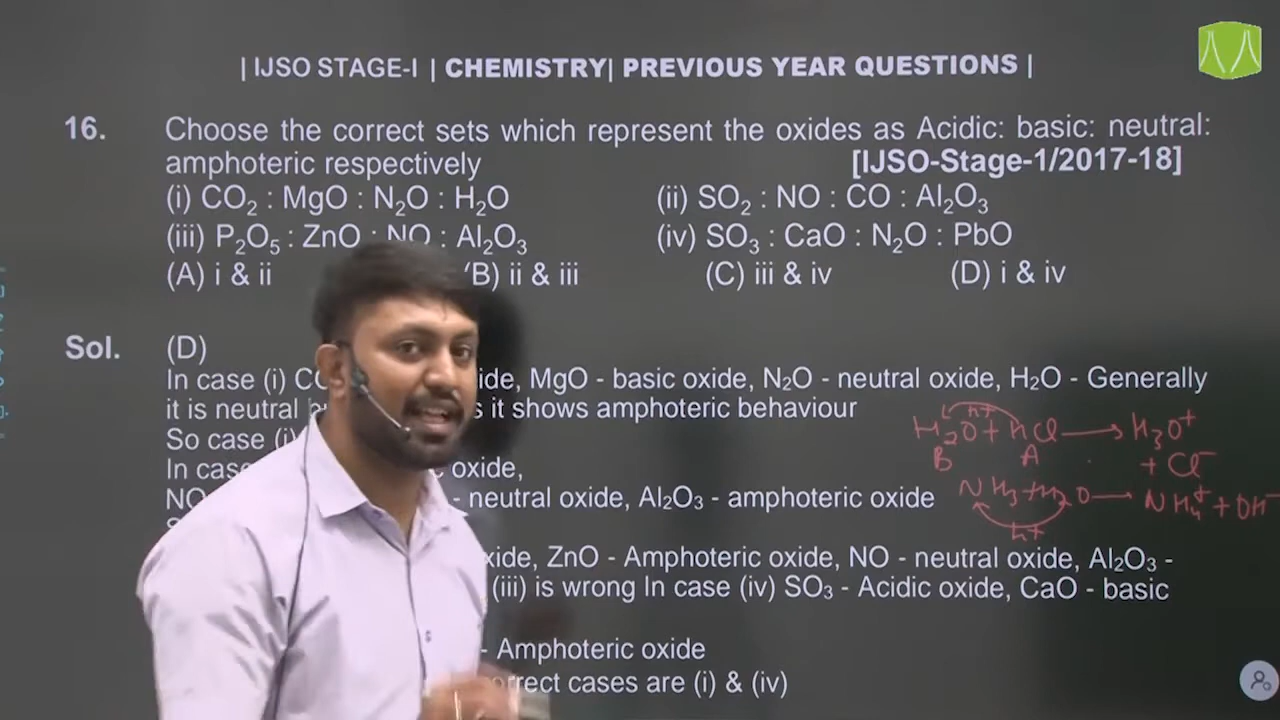 | IJSO STAGE-I | CHEMISTRY| PREVIOUS YEAR QUESTIONS |
16. Choose the correct sets which represent the oxides as Acidic: basic: neutral:
amphoteric respectively [IJSO-Stage-1/2017-18]
(i) CO₂ : MgO : N₂O : H₂O (ii) SO₂ : NO : CO : Al₂O₃
(iii) P₂O₅ : ZnO : NO : Al₂O₃ (iv) SO₃ : CaO : N₂O : PbO
(A) i & ii (B) ii & iii (C) iii & iv (D) i & iv
Sol. (D)
In case (i) ide, MgO - basic oxide, N₂O - neutral oxide, H₂O - Generally
it is neutral s it shows amphoteric behaviour
So case (i)
In case oxide,
NO - neutral oxide, Al₂O₃ - amphoteric oxide
xide, ZnO - Amphoteric oxide, NO - neutral oxide, Al₂O₃ -
(iii) is wrong In case (iv) SO₃ - Acidic oxide, CaO - basic
- Amphoteric oxide
rrect cases are (i) & (iv)
h+
H₂O + HCl → H₃O⁺
B A + Cl⁻
NH₃ + H₂O → NH₄⁺ + OH⁻
h+